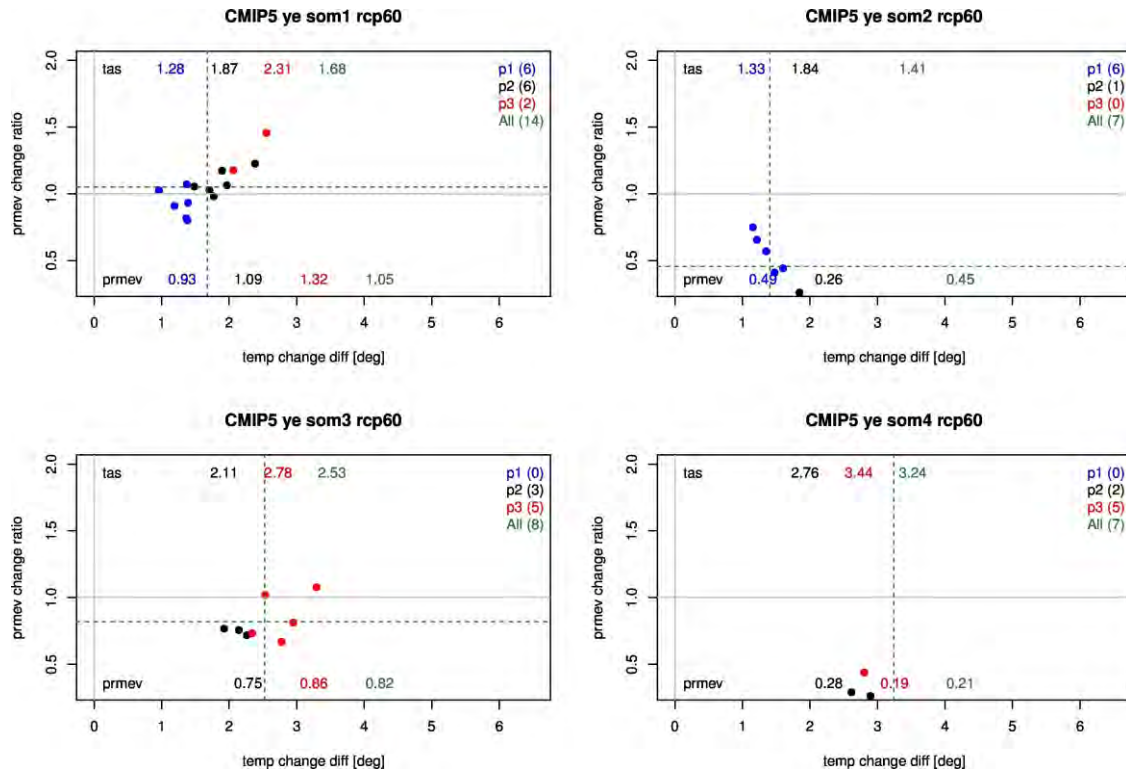 CMIP5 ye som1 rcp60
tas 1.28 1.87 2.31 1.68 p1 (6)
p2 (6)
p3 (2)
All (14)
prmev change ratio
2.0
1.5
1.0
0.5
prmev 0.93 1.09 1.32 1.05
0 1 2 3 4 5 6
temp change diff [deg]
CMIP5 ye som2 rcp60
tas 1.33 1.84 1.41 p1 (6)
p2 (1)
p3 (0)
All (7)
prmev change ratio
2.0
1.5
1.0
0.5
prmev 0.49 0.26 0.45
0 1 2 3 4 5 6
temp change diff [deg]
CMIP5 ye som3 rcp60
tas 2.11 2.78 2.53 p1 (0)
p2 (3)
p3 (5)
All (8)
prmev change ratio
2.0
1.5
1.0
0.5
prmev 0.75 0.86 0.82
0 1 2 3 4 5 6
temp change diff [deg]
CMIP5 ye som4 rcp60
tas 2.76 3.44 3.24 p1 (0)
p2 (2)
p3 (5)
All (7)
prmev change ratio
2.0
1.5
1.0
0.5
prmev 0.28 0.19 0.21
0 1 2 3 4 5 6
temp change diff [deg]